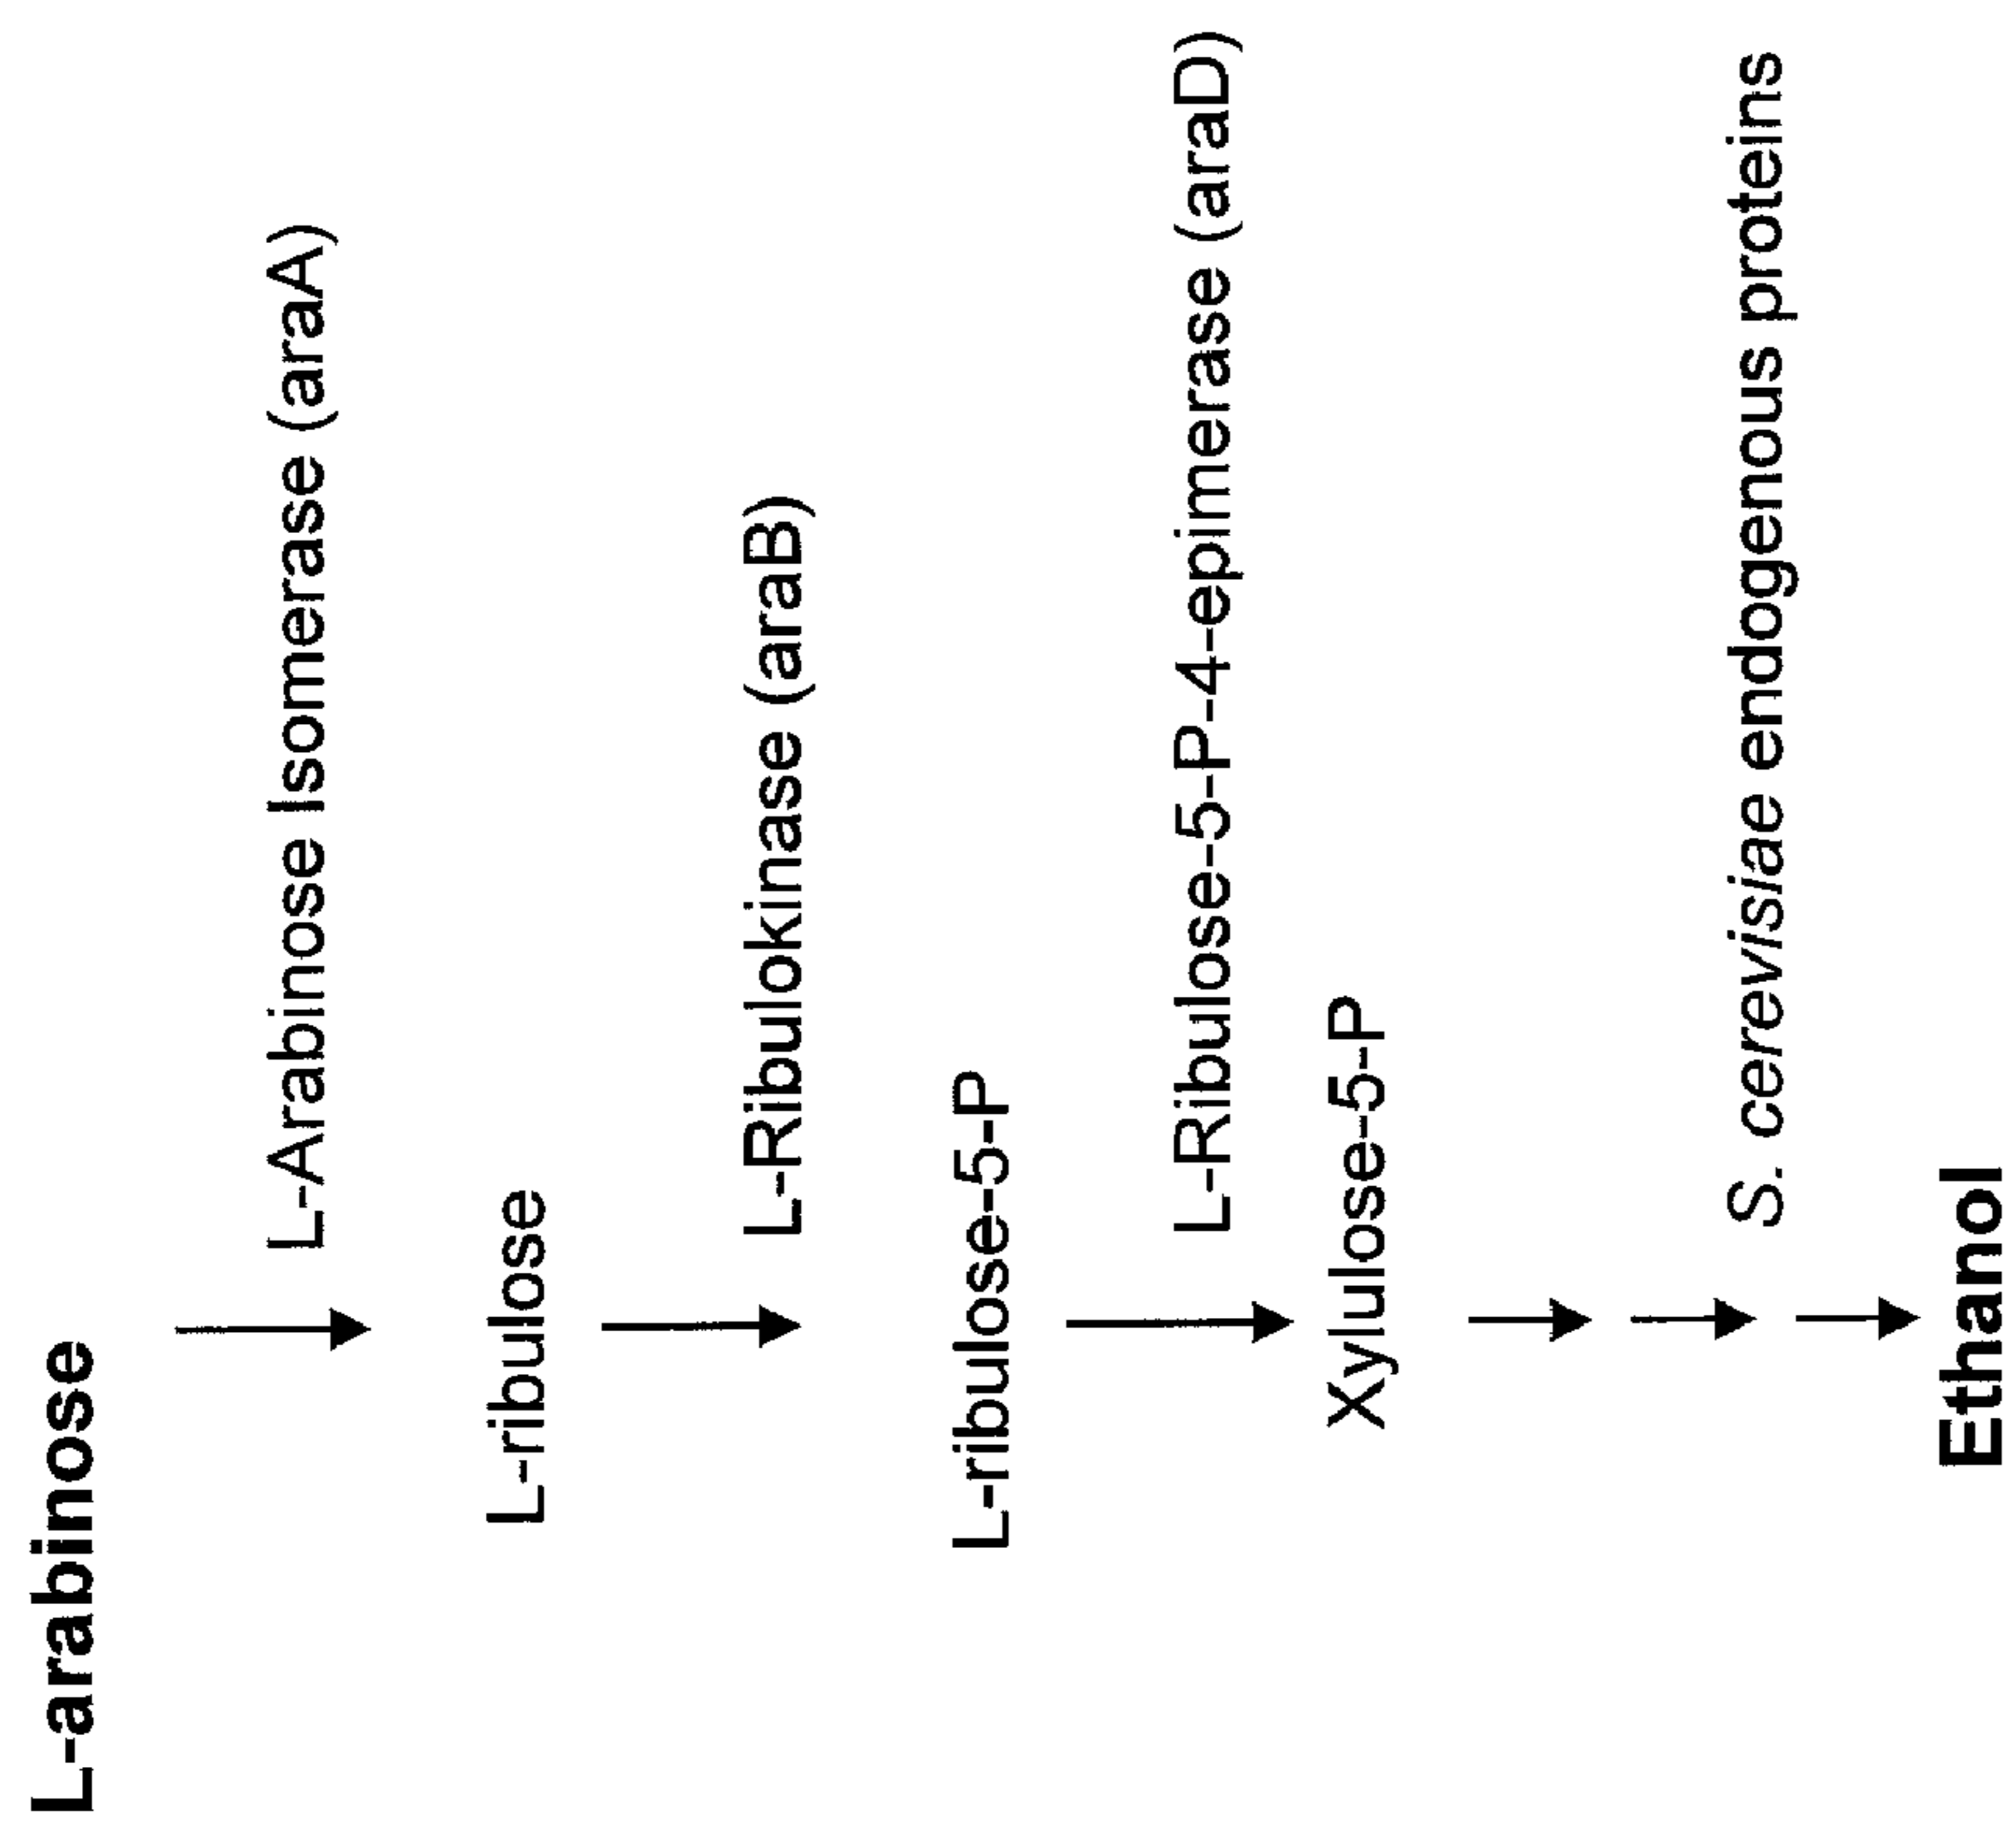 L-arabinose
L-Arabinose Isomerase (araA)
L-ribulose
L-Ribulokinase (araB)
L-ribulose-5-P
L-Ribulose-5-P-4-epimerase (araD)
Xylulose-5-P
S. cerevisiae endogenous proteins
Ethanol